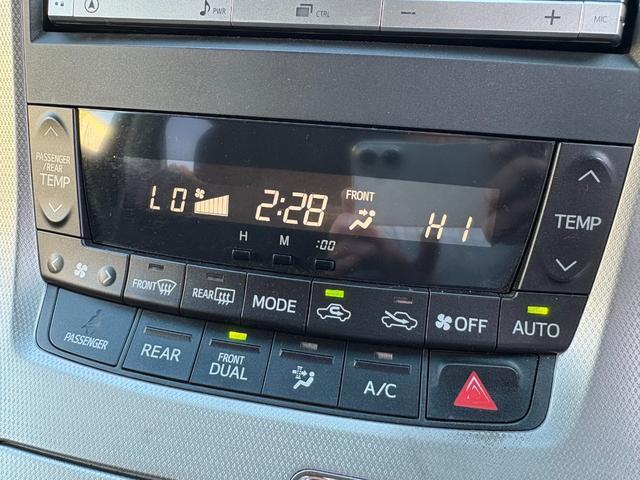 PWR
CTRL
MIC
PASSENGER
/REAR
TEMP
LO 2:28 FRONT HI
H M :00
TEMP
FRONT
REAR
MODE
OFF
AUTO
PASSENGER
REAR
FRONT
DUAL
A/C